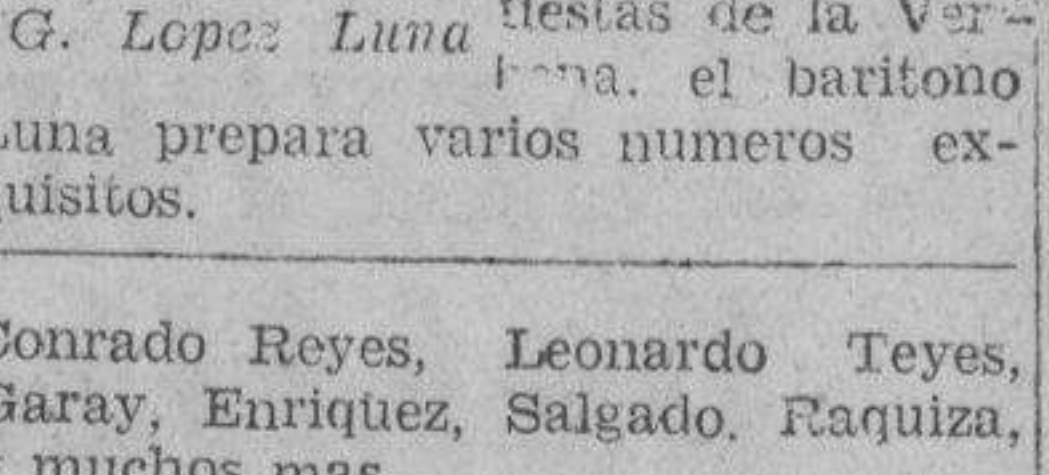 G. Lopez Luna
fiestas de la Ver-
bena. el baritono
Luna prepara varios numeros ex-
quisitos.
Conrado Reyes, Leonardo Teyes,
Garay, Enriquez, Salgado. Raquiza,
y muchos mas